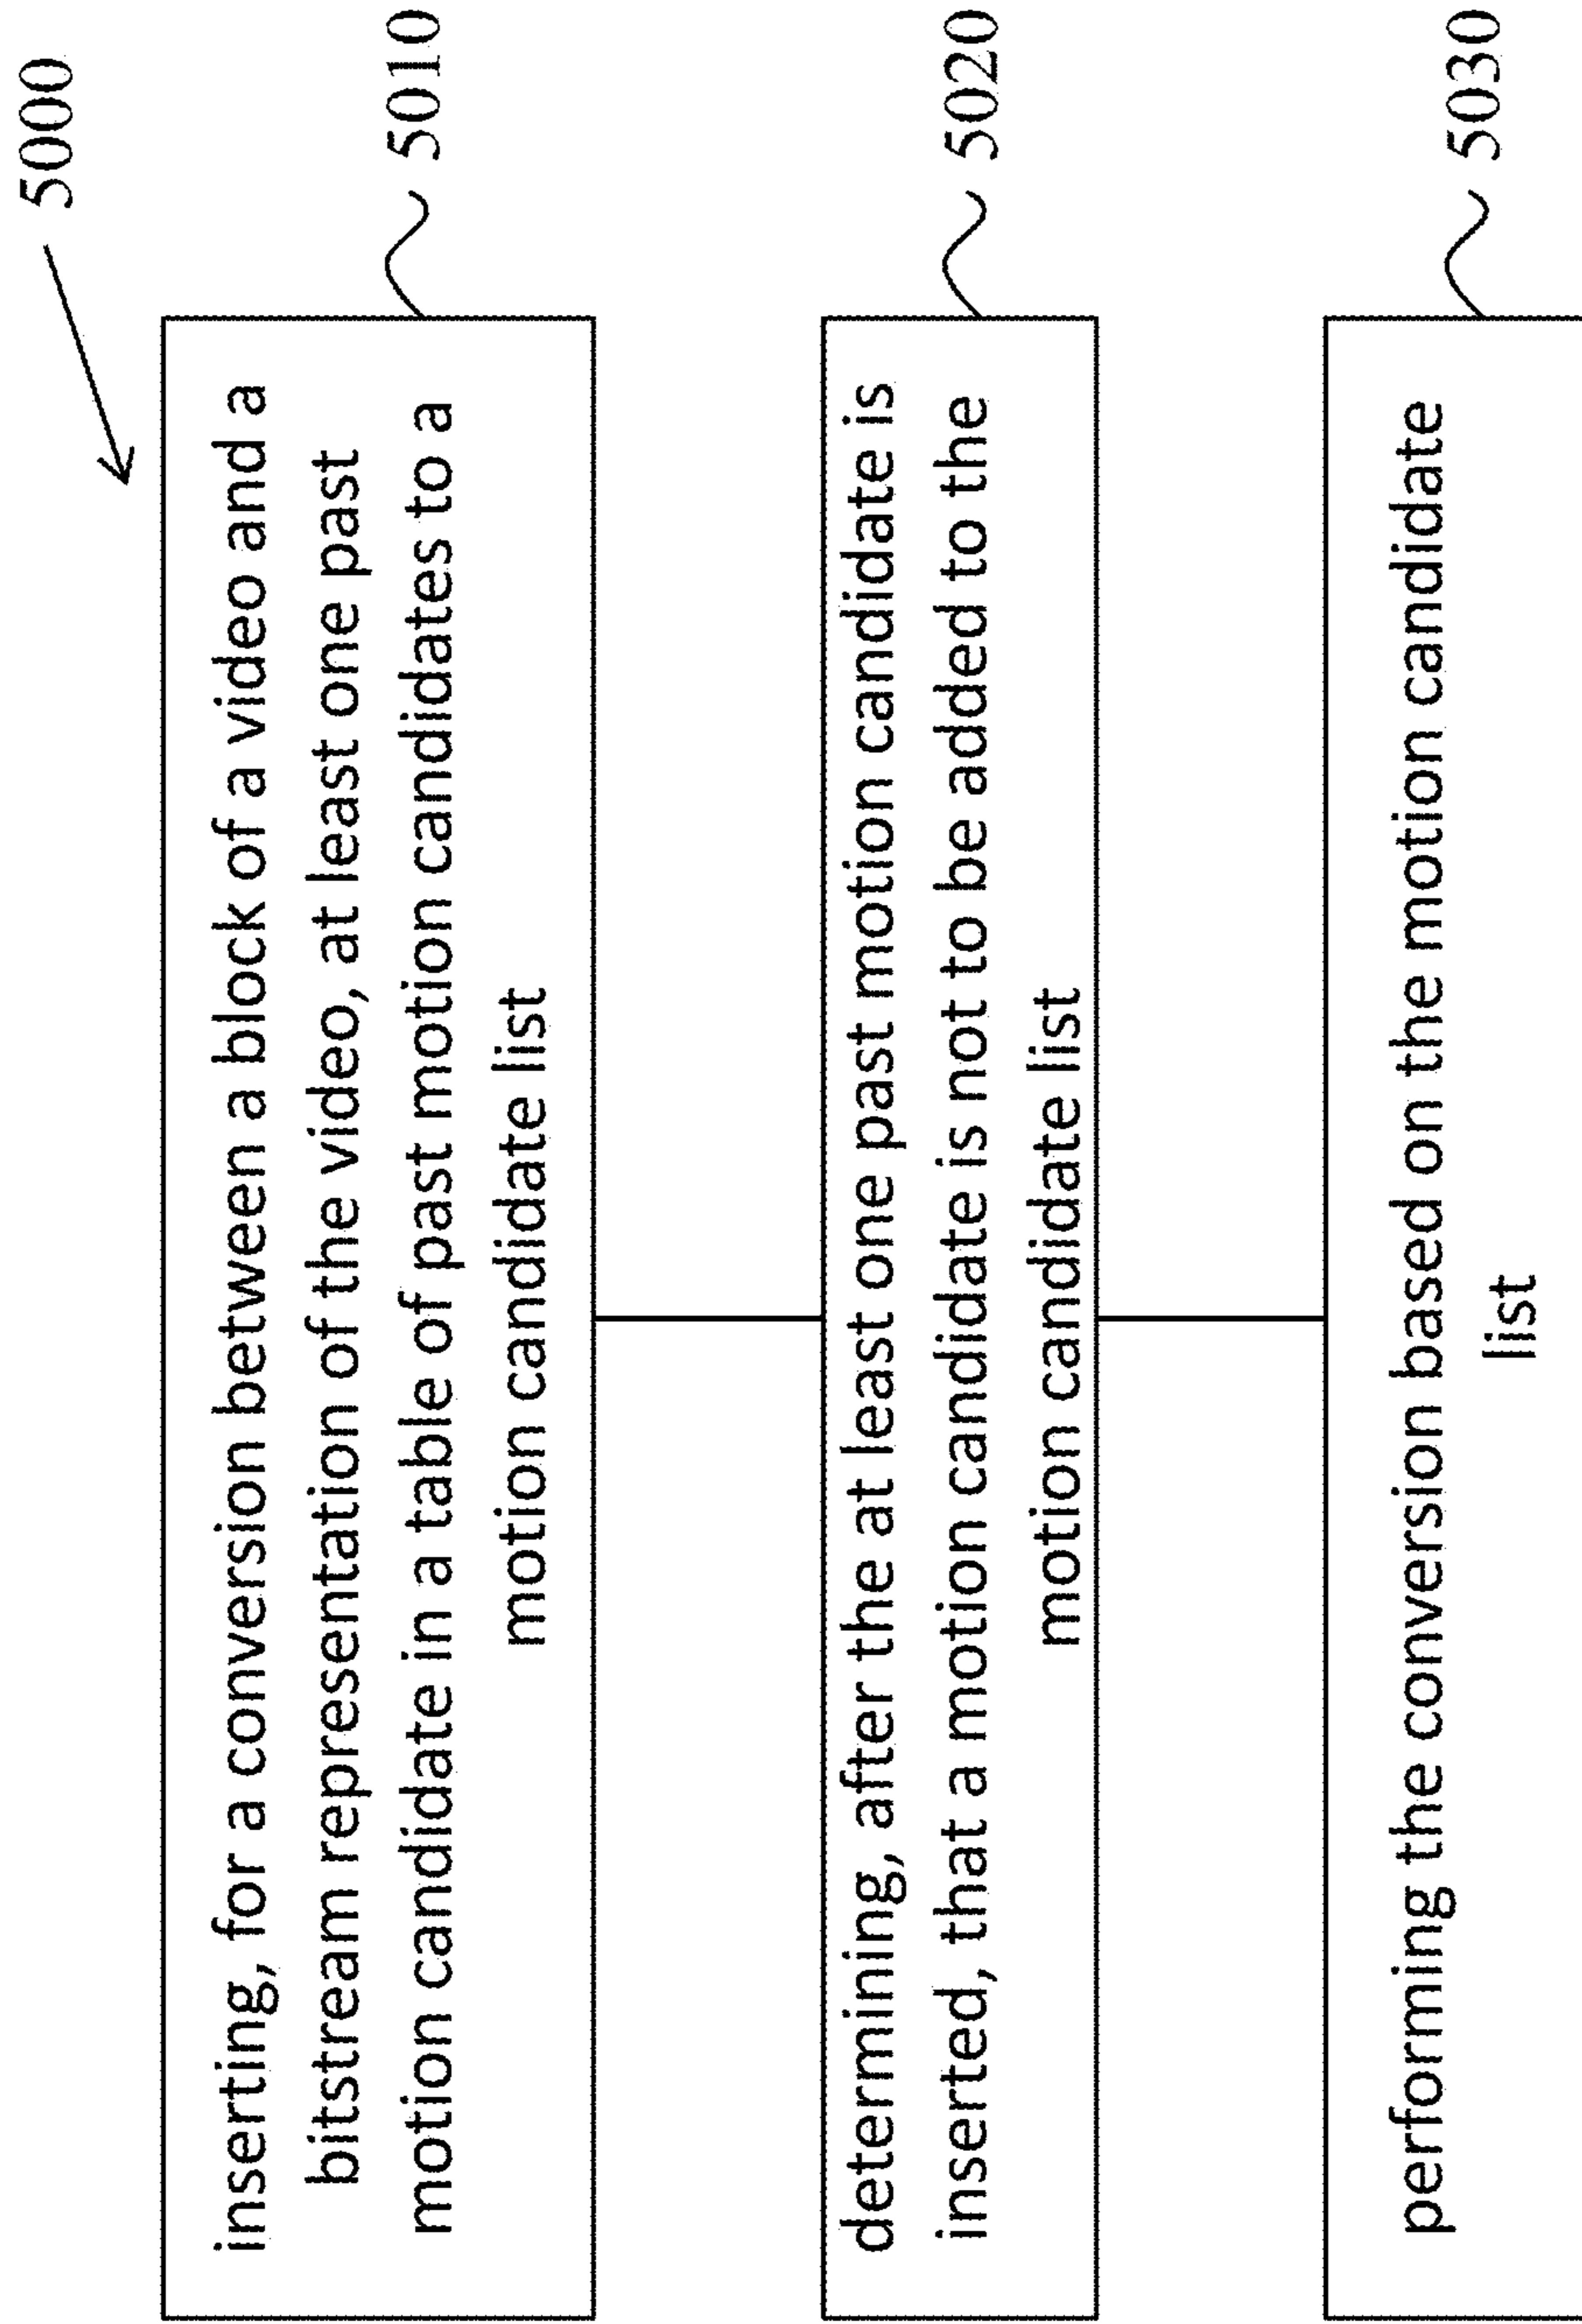 5000
inserting, for a conversion between a block of a video and a
bitstream representation of the video, at least one past
motion candidate in a table of past motion candidates to a
motion candidate list
5010
determining, after the at least one past motion candidate is
inserted, that a motion candidate is not to be added to the
motion candidate list
5020
performing the conversion based on the motion candidate
list
5030